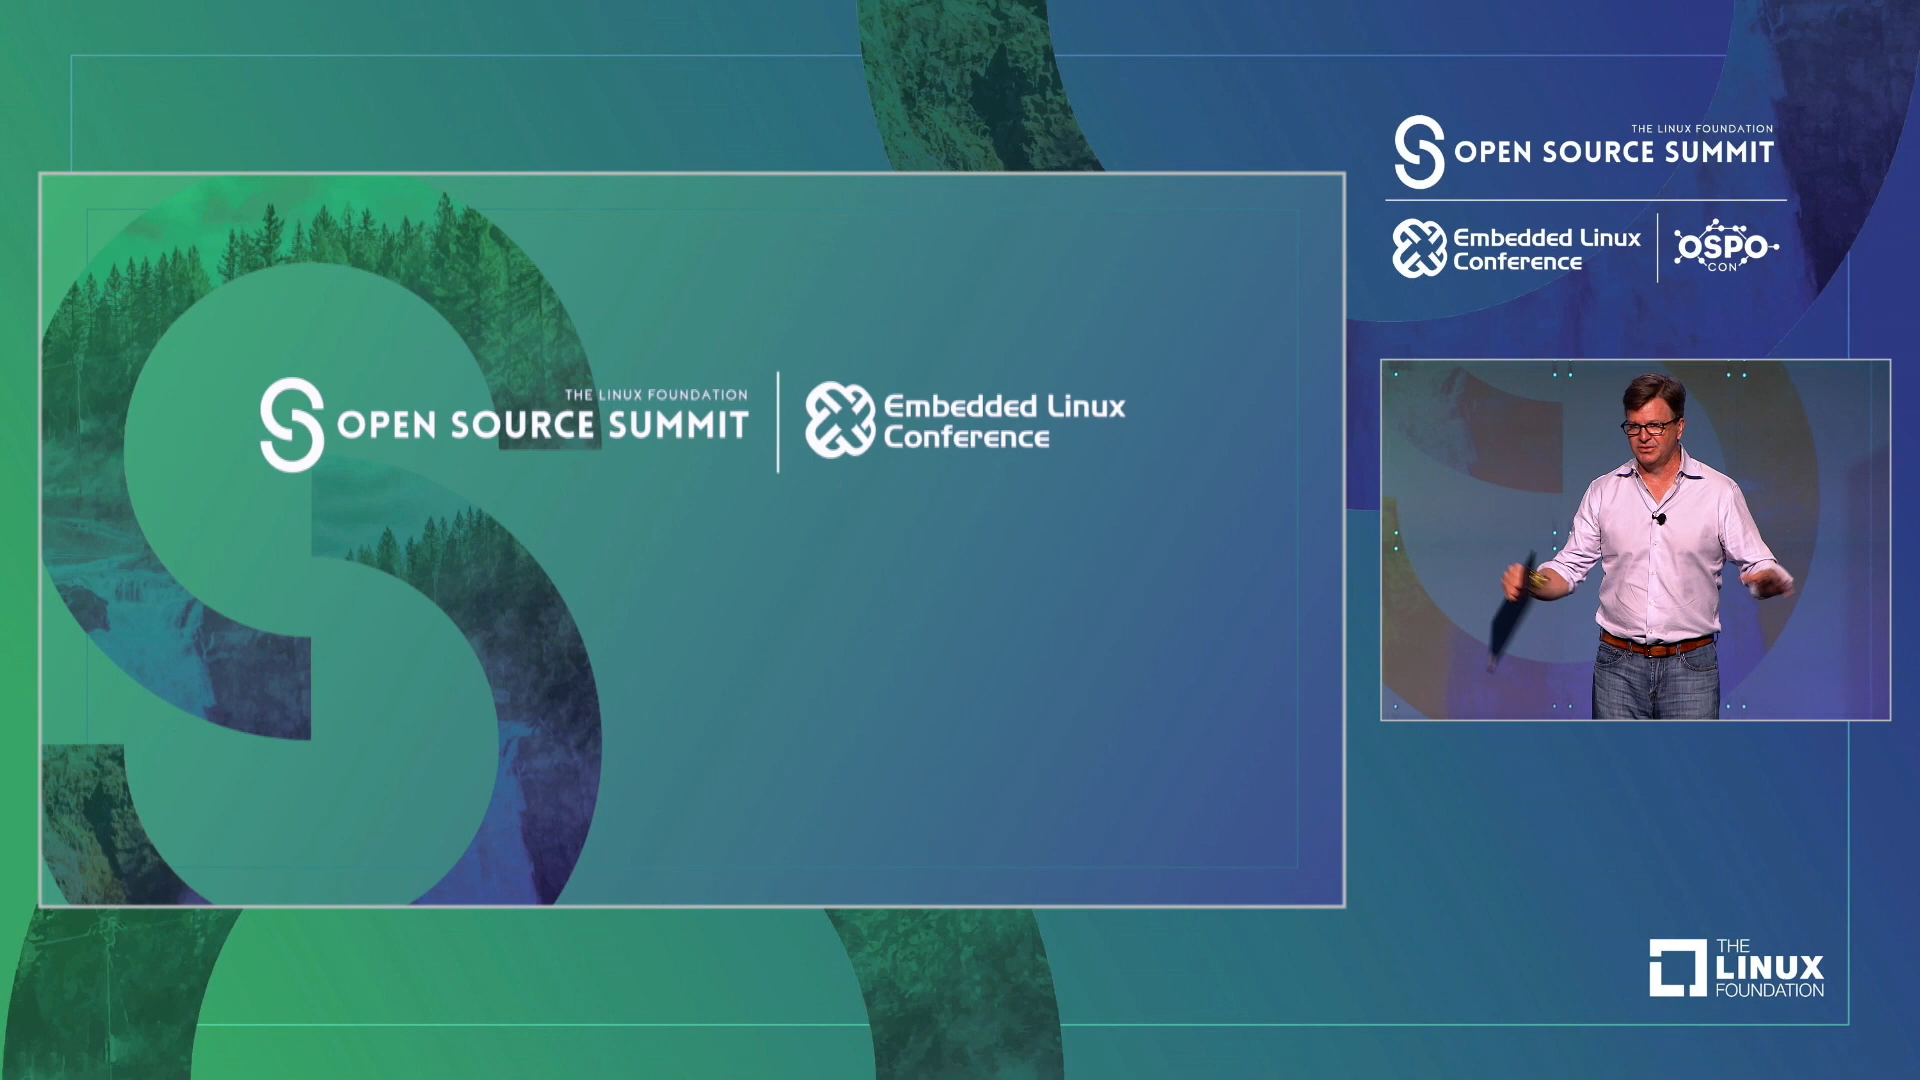 THE LINUX FOUNDATION
OPEN SOURCE SUMMIT
Embedded Linux
Conference
OSPO
CON
THE LINUX FOUNDATION
OPEN SOURCE SUMMIT
Embedded Linux
Conference
THE
LINUX
FOUNDATION